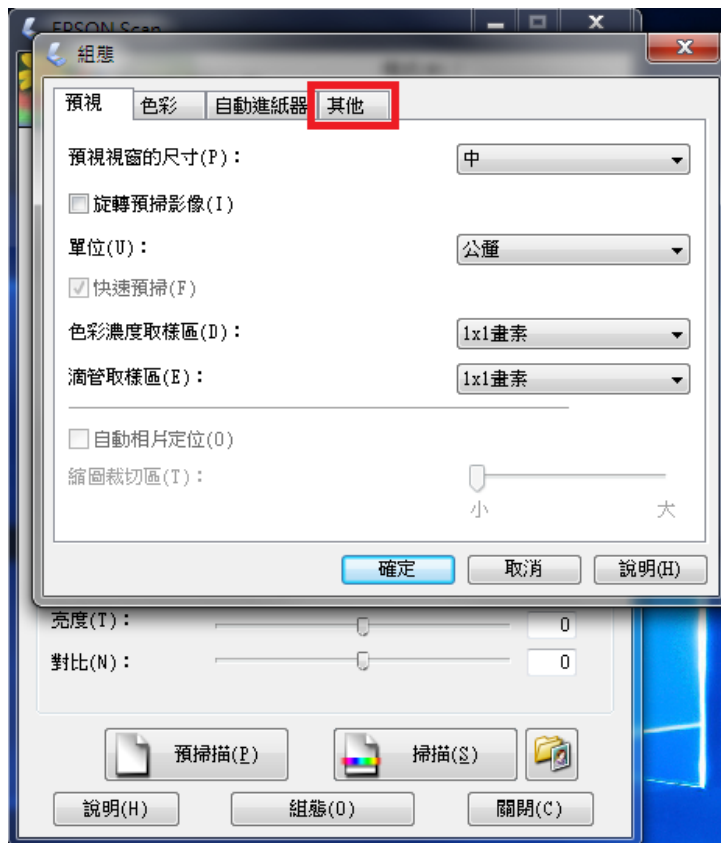 EPSON Scan
組態
預視 色彩 自動進紙器 其他
預視視窗的尺寸(P)： 中
旋轉預掃影像(I)
單位(U)： 公釐
快速預掃(F)
色彩濃度取樣區(D)： 1x1畫素
滴管取樣區(E)： 1x1畫素
自動相片定位(O)
縮圖裁切區(T)：
小 大
確定 取消 說明(H)
亮度(T)： 0
對比(N)： 0
預掃描(P) 掃描(S)
說明(H) 組態(O) 關閉(C)